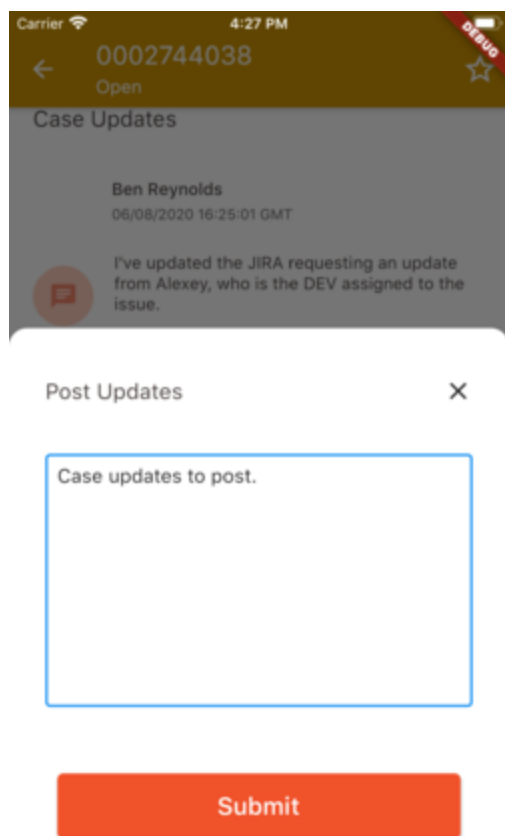 Carrier 4:27 PM
DEBUG
0002744038
Open
Case Updates
Ben Reynolds
06/08/2020 16:25:01 GMT
I've updated the JIRA requesting an update
from Alexey, who is the DEV assigned to the
issue.
Post Updates
Case updates to post.
Submit